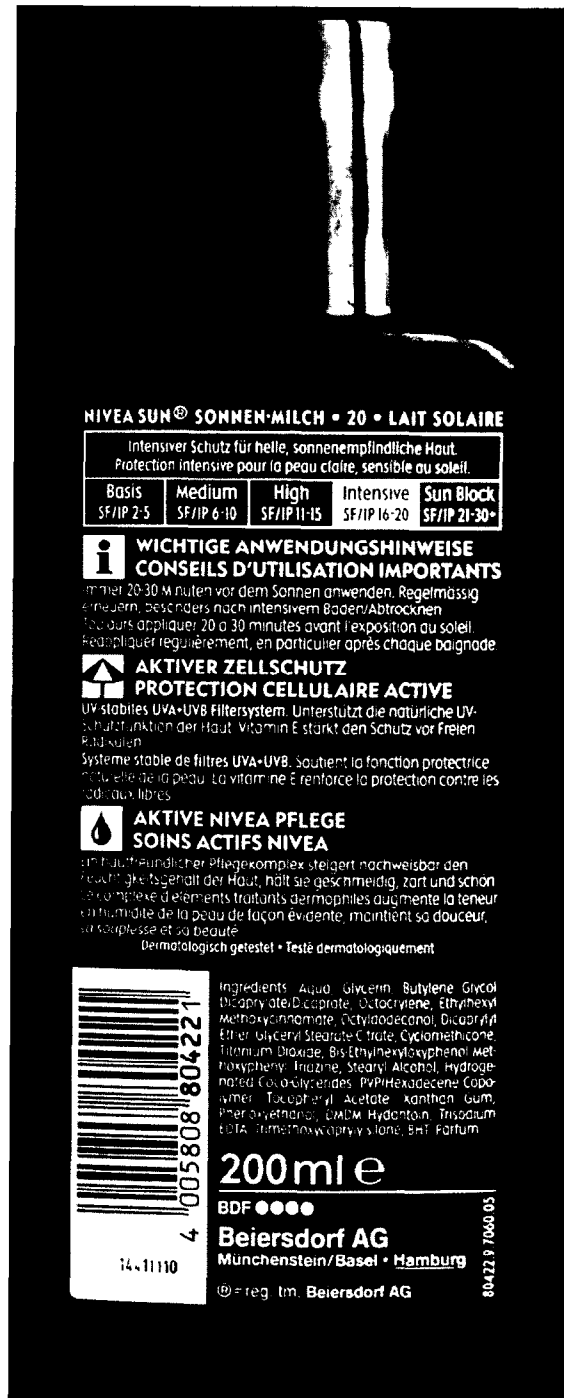 NIVEA SUN® SONNEN-MILCH • 20 • LAIT SOLAIRE
Intensiver Schutz für helle, sonnenempfindliche Haut.
Protection intensive pour la peau claire, sensible au soleil.
Basis Medium High Intensive Sun Block
SF/IP 2-5 SF/IP 6-10 SF/IP 11-15 SF/IP 16-20 SF/IP 21-30+
i WICHTIGE ANWENDUNGSHINWEISE
CONSEILS D'UTILISATION IMPORTANTS
Immer 20-30 Minuten vor dem Sonnen anwenden. Regelmässig
erneuern, besonders nach intensivem Baden/Abtrocknen
Toujours appliquer 20 a 30 minutes avant l'exposition au soleil.
Réappliquer regulièrement, en particulier après chaque baignade.
AKTIVER ZELLSCHUTZ
PROTECTION CELLULAIRE ACTIVE
UV-stabiles UVA+UVB Filtersystem. Unterstützt die natürliche UV-
Schutzfunktion der Haut. Vitamin E stärkt den Schutz vor Freien
Radikalen
Systeme stable de filtres UVA+UVB. Soutient la fonction protectrice
naturelle de la peau. La vitamine E renforce la protection contre les
radicaux libres
AKTIVE NIVEA PFLEGE
SOINS ACTIFS NIVEA
Ein hautfreundlicher Pflegekomplex steigert nachweisbar den
Feuchtigkeitsgehalt der Haut, hält sie geschmeidig, zart und schön
Le complexe d'elements traitants dermophiles augmente la teneur
en humidité de la peau de façon évidente, maintient sa douceur,
sa souplesse et sa beauté
Dermatologisch getestet • Testé dermatologiquement
Ingredients: Aqua, Glycerin, Butylene Glycol
Dicaprylate/Dicaprate, Octocrylene, Ethylhexyl
Methoxycinnamate, Octyldodecanol, Dicaprylyl
Ether, Glyceryl Stearate Citrate, Cyclomethicone,
Titanium Dioxide, Bis-Ethylhexyloxyphenol Met-
hoxyphenyl Triazine, Stearyl Alcohol, Hydroge-
nated Coco-Glycerides, PVP/Hexadecene Copo-
lymer, Tocopheryl Acetate, Xanthan Gum,
Phenoxyethanol, DMDM Hydantoin, Trisodium
EDTA, Trimethoxycaprylylsilane, BHT, Parfum
4 005808 804221
200 ml e
BDF
Beiersdorf AG
Münchenstein/Basel • Hamburg
®= reg. tm. Beiersdorf AG
80422.9 7060 05